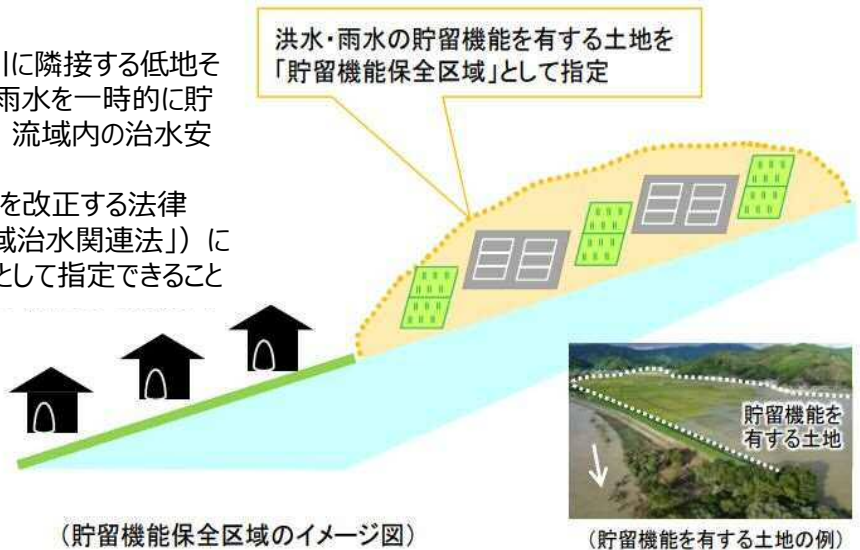 川に隣接する低地そ
雨水を一時的に貯
流域内の治水安
を改正する法律
域治水関連法」）に
として指定できること
洪水・雨水の貯留機能を有する土地を
「貯留機能保全区域」として指定
貯留機能を
有する土地
（貯留機能保全区域のイメージ図）
（貯留機能を有する土地の例）